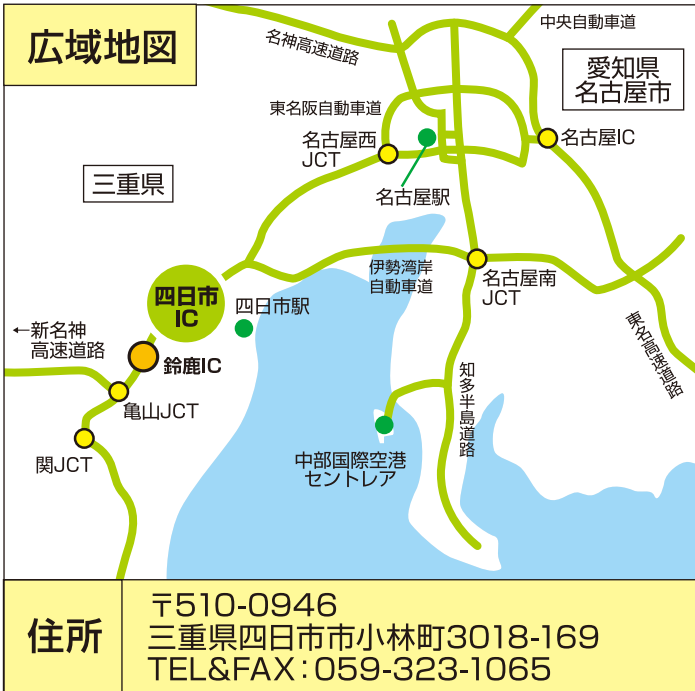 広域地図
名神高速道路
中央自動車道
愛知県
名古屋市
東名阪自動車道
名古屋西
JCT
名古屋IC
三重県
名古屋駅
伊勢湾岸
自動車道
名古屋南
JCT
四日市
IC
四日市駅
←新名神
高速道路
鈴鹿IC
東名高速道路
知多半島道路
亀山JCT
関JCT
中部国際空港
セントレア
住所
〒510-0946
三重県四日市市小林町3018-169
TEL&FAX:059-323-1065